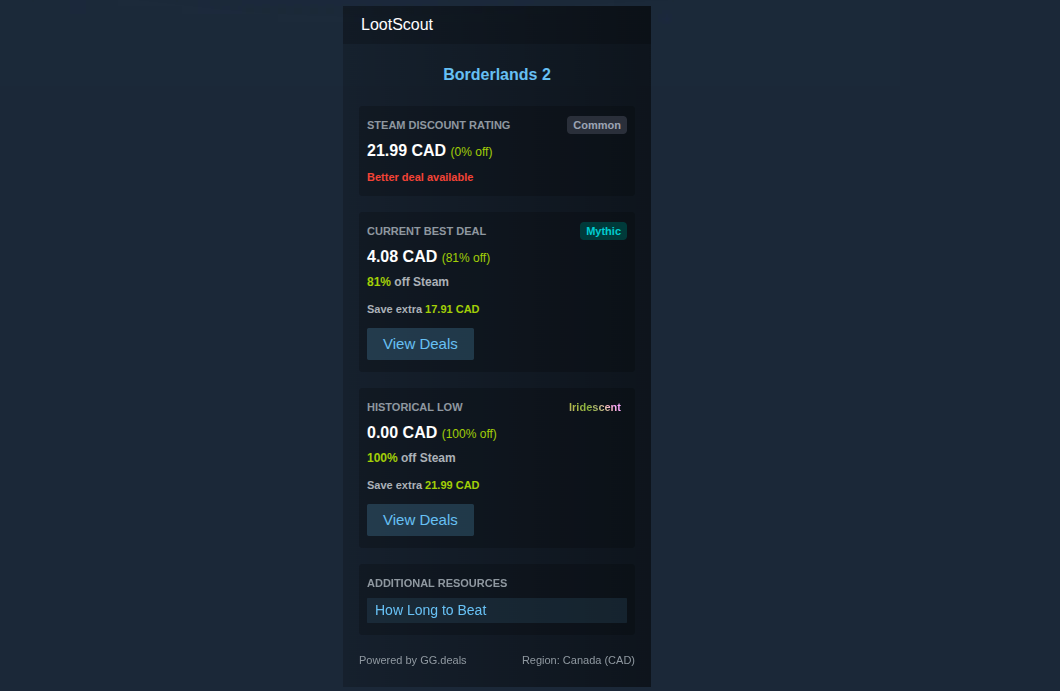 LootScout
Borderlands 2
STEAM DISCOUNT RATING Common
21.99 CAD (0% off)
Better deal available
CURRENT BEST DEAL Mythic
4.08 CAD (81% off)
81% off Steam
Save extra 17.91 CAD
View Deals
HISTORICAL LOW Iridescent
0.00 CAD (100% off)
100% off Steam
Save extra 21.99 CAD
View Deals
ADDITIONAL RESOURCES
How Long to Beat
Powered by GG.deals Region: Canada (CAD)